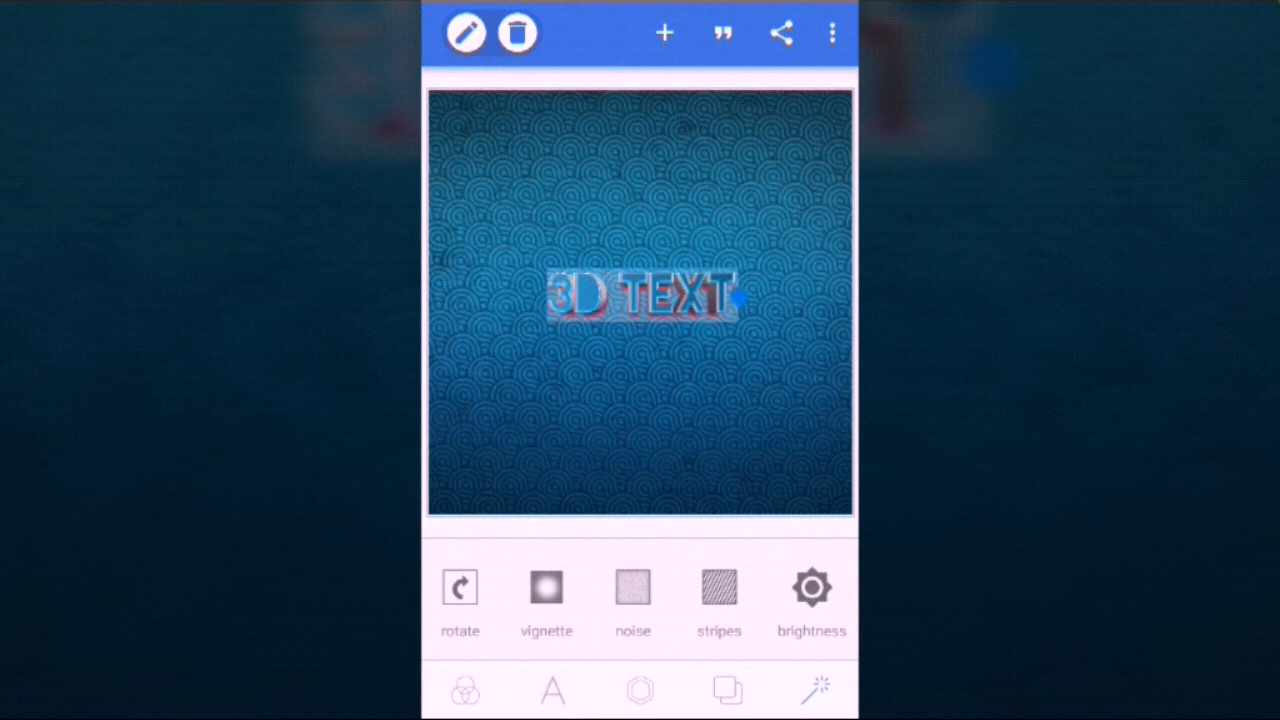 3D TEXT
rotate
vignette
noise
stripes
brightness